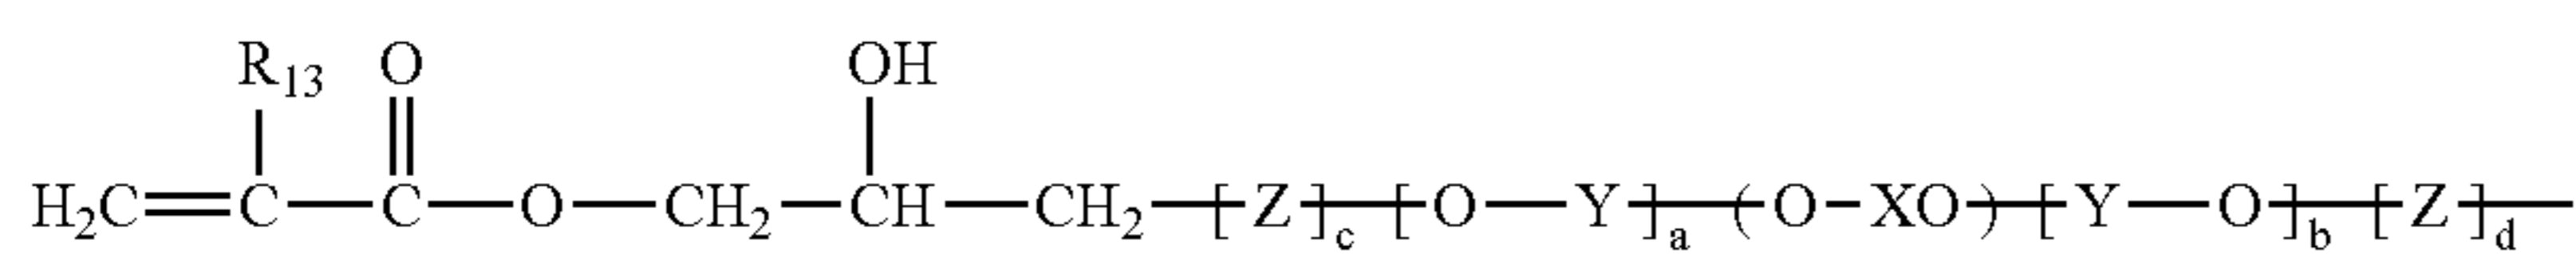 R13 O OH
H2C=C—C—O—CH2—CH—CH2—[Z]c—[O—Y]a—(O—XO)—[Y—O]b—[Z]d—